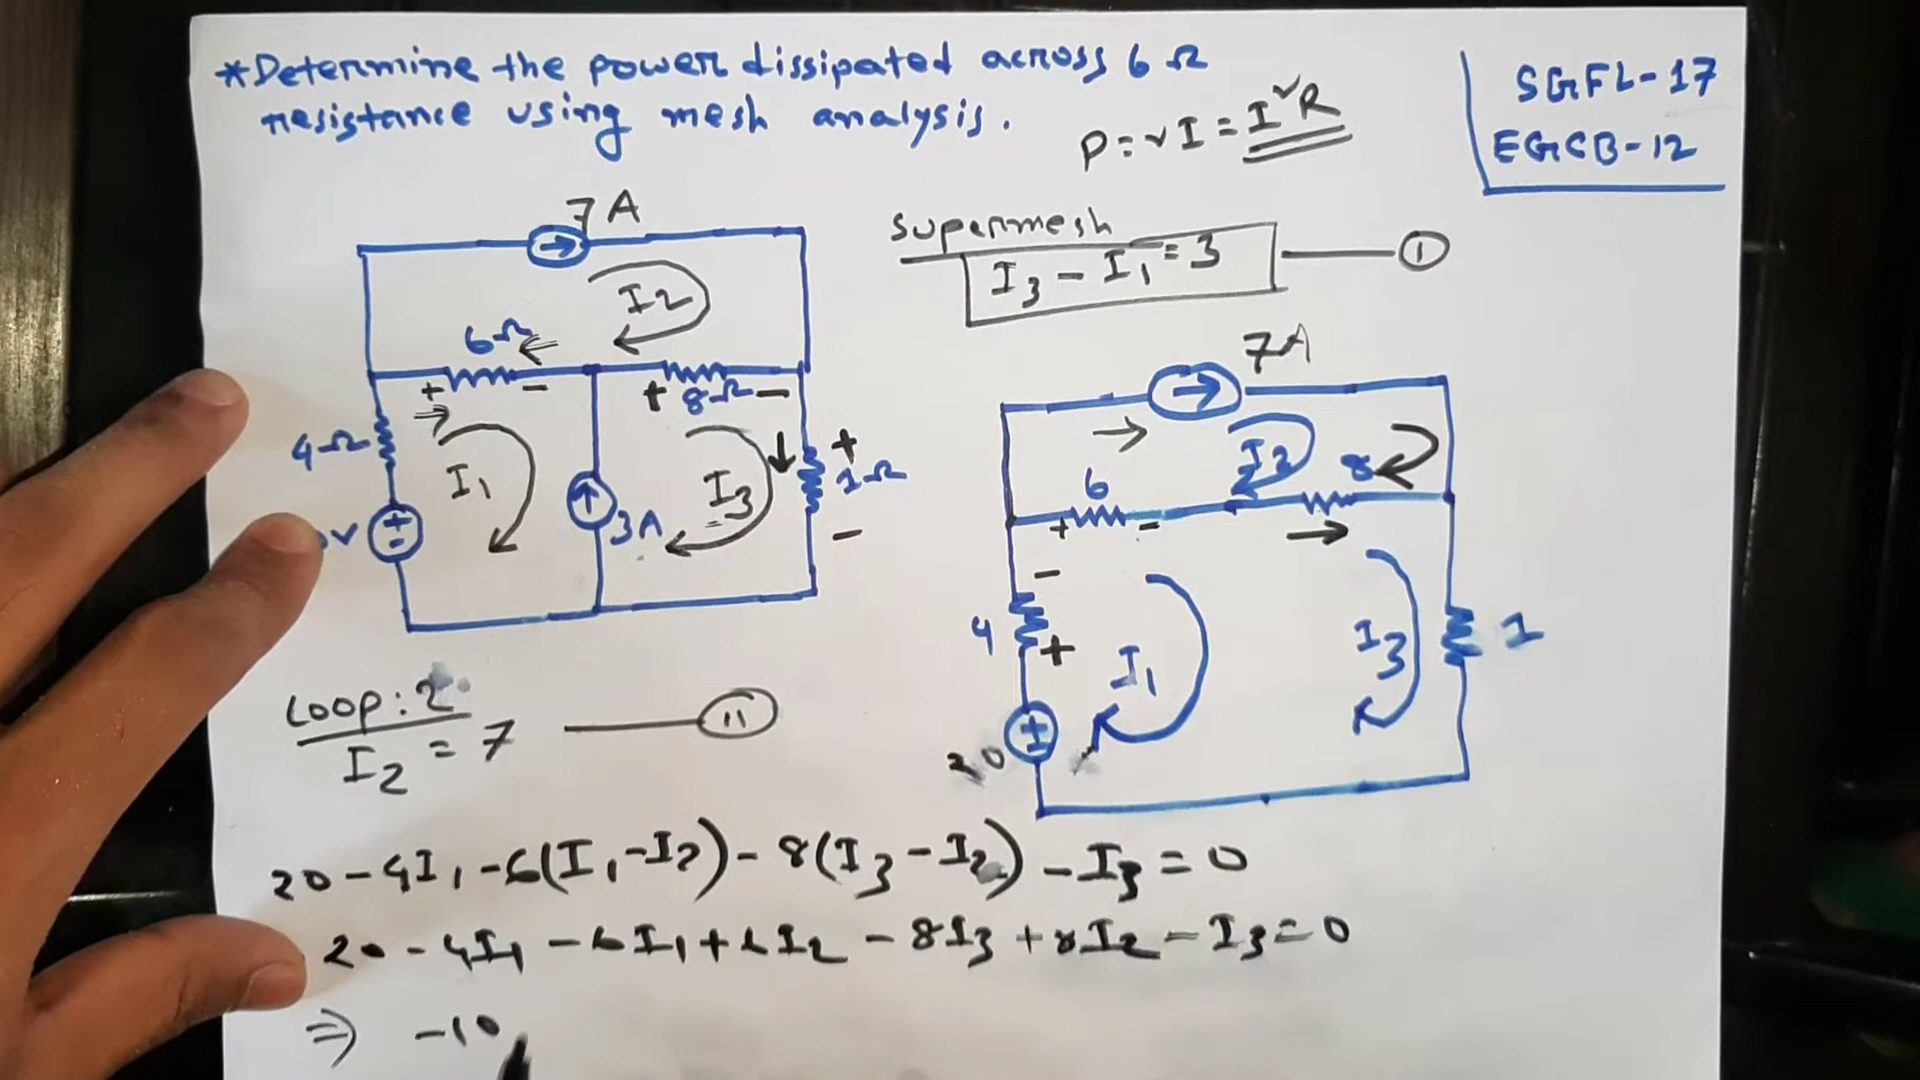 *Determine the power dissipated across 6Ω
resistance using mesh analysis.
P=vI=I²R
SGFL-17
EGCB-12
7A
I2
6Ω
+ -
+ 8Ω -
4Ω
I1
3A
I3
+
1Ω
-
v
+
-
supermesh
I3 - I1 = 3 —— I
7A
I2
6
8
+ -
-
4
+
I1
I3
1
20
Loop: 2
I2 = 7 —— II
20-4I1-6(I1-I2)-8(I3-I2)-I3=0
20-4I1-6I1+6I2-8I3+8I2-I3=0
⇒ -10